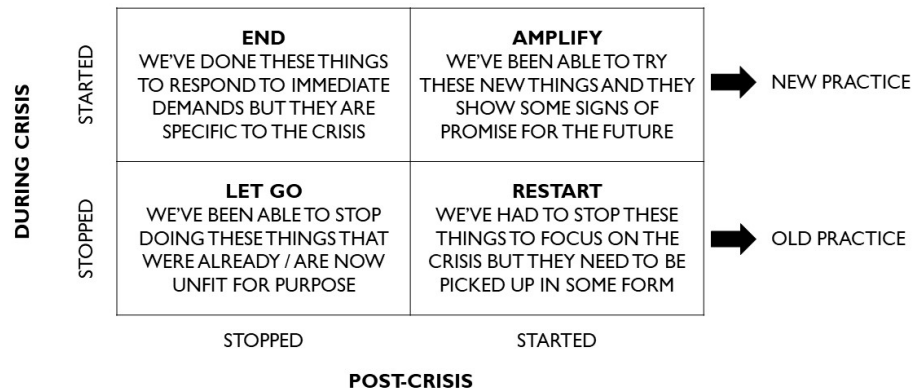 DURING CRISIS
STARTED
END
WE'VE DONE THESE THINGS
TO RESPOND TO IMMEDIATE
DEMANDS BUT THEY ARE
SPECIFIC TO THE CRISIS
AMPLIFY
WE'VE BEEN ABLE TO TRY
THESE NEW THINGS AND THEY
SHOW SOME SIGNS OF
PROMISE FOR THE FUTURE
NEW PRACTICE
STOPPED
LET GO
WE'VE BEEN ABLE TO STOP
DOING THESE THINGS THAT
WERE ALREADY / ARE NOW
UNFIT FOR PURPOSE
RESTART
WE'VE HAD TO STOP THESE
THINGS TO FOCUS ON THE
CRISIS BUT THEY NEED TO BE
PICKED UP IN SOME FORM
OLD PRACTICE
STOPPED
STARTED
POST-CRISIS